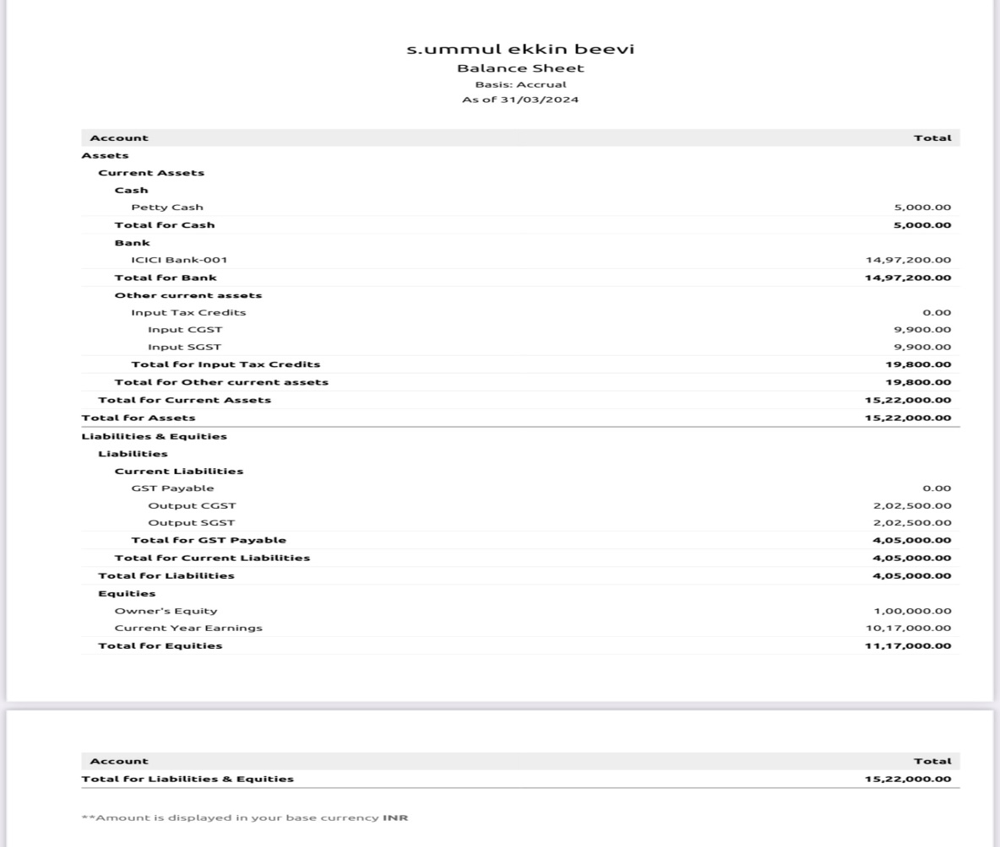 s.ummul ekkin beevi
Balance Sheet
Basis: Accrual
As of 31/03/2024
Account Total
Assets
Current Assets
Cash
Petty Cash 5,000.00
Total for Cash 5,000.00
Bank
ICICI Bank-001 14,97,200.00
Total for Bank 14,97,200.00
Other current assets
Input Tax Credits 0.00
Input CGST 9,900.00
Input SGST 9,900.00
Total for Input Tax Credits 19,800.00
Total for Other current assets 19,800.00
Total for Current Assets 15,22,000.00
Total for Assets 15,22,000.00
Liabilities & Equities
Liabilities
Current Liabilities
GST Payable 0.00
Output CGST 2,02,500.00
Output SGST 2,02,500.00
Total for GST Payable 4,05,000.00
Total for Current Liabilities 4,05,000.00
Total for Liabilities 4,05,000.00
Equities
Owner's Equity 1,00,000.00
Current Year Earnings 10,17,000.00
Total for Equities 11,17,000.00
Account Total
Total for Liabilities & Equities 15,22,000.00
**Amount is displayed in your base currency INR